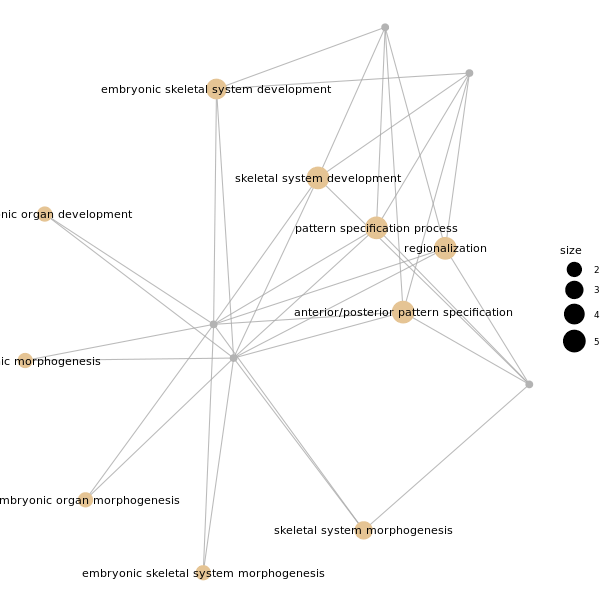 embryonic skeletal system development
skeletal system development
nic organ development
pattern specification process
regionalization
size
2
3
4
5
anterior/posterior pattern specification
ic morphogenesis
mbryonic organ morphogenesis
skeletal system morphogenesis
embryonic skeletal system morphogenesis